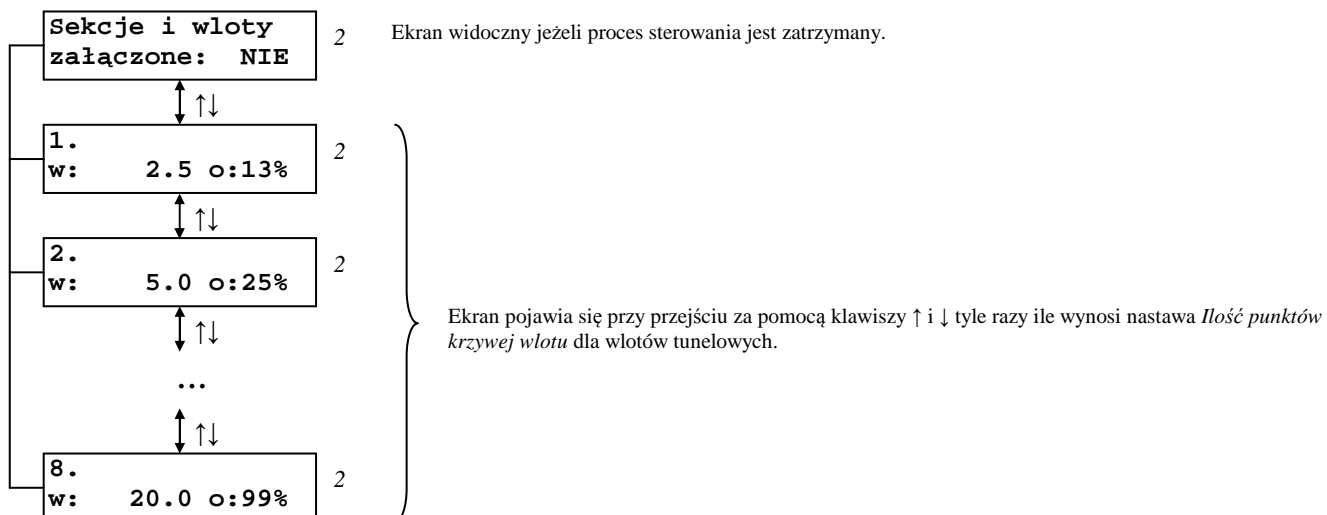 Sekcje i wloty
załączone: NIE
2
Ekran widoczny jeżeli proces sterowania jest zatrzymany.
↑↓
1.
w: 2.5 o:13%
2
↑↓
2.
w: 5.0 o:25%
2
↑↓
Ekran pojawia się przy przejściu za pomocą klawiszy ↑ i ↓ tyle razy ile wynosi nastawa Ilość punktów
krzywej wlotu dla wlotów tunelowych.
...
↑↓
8.
w: 20.0 o:99%
2